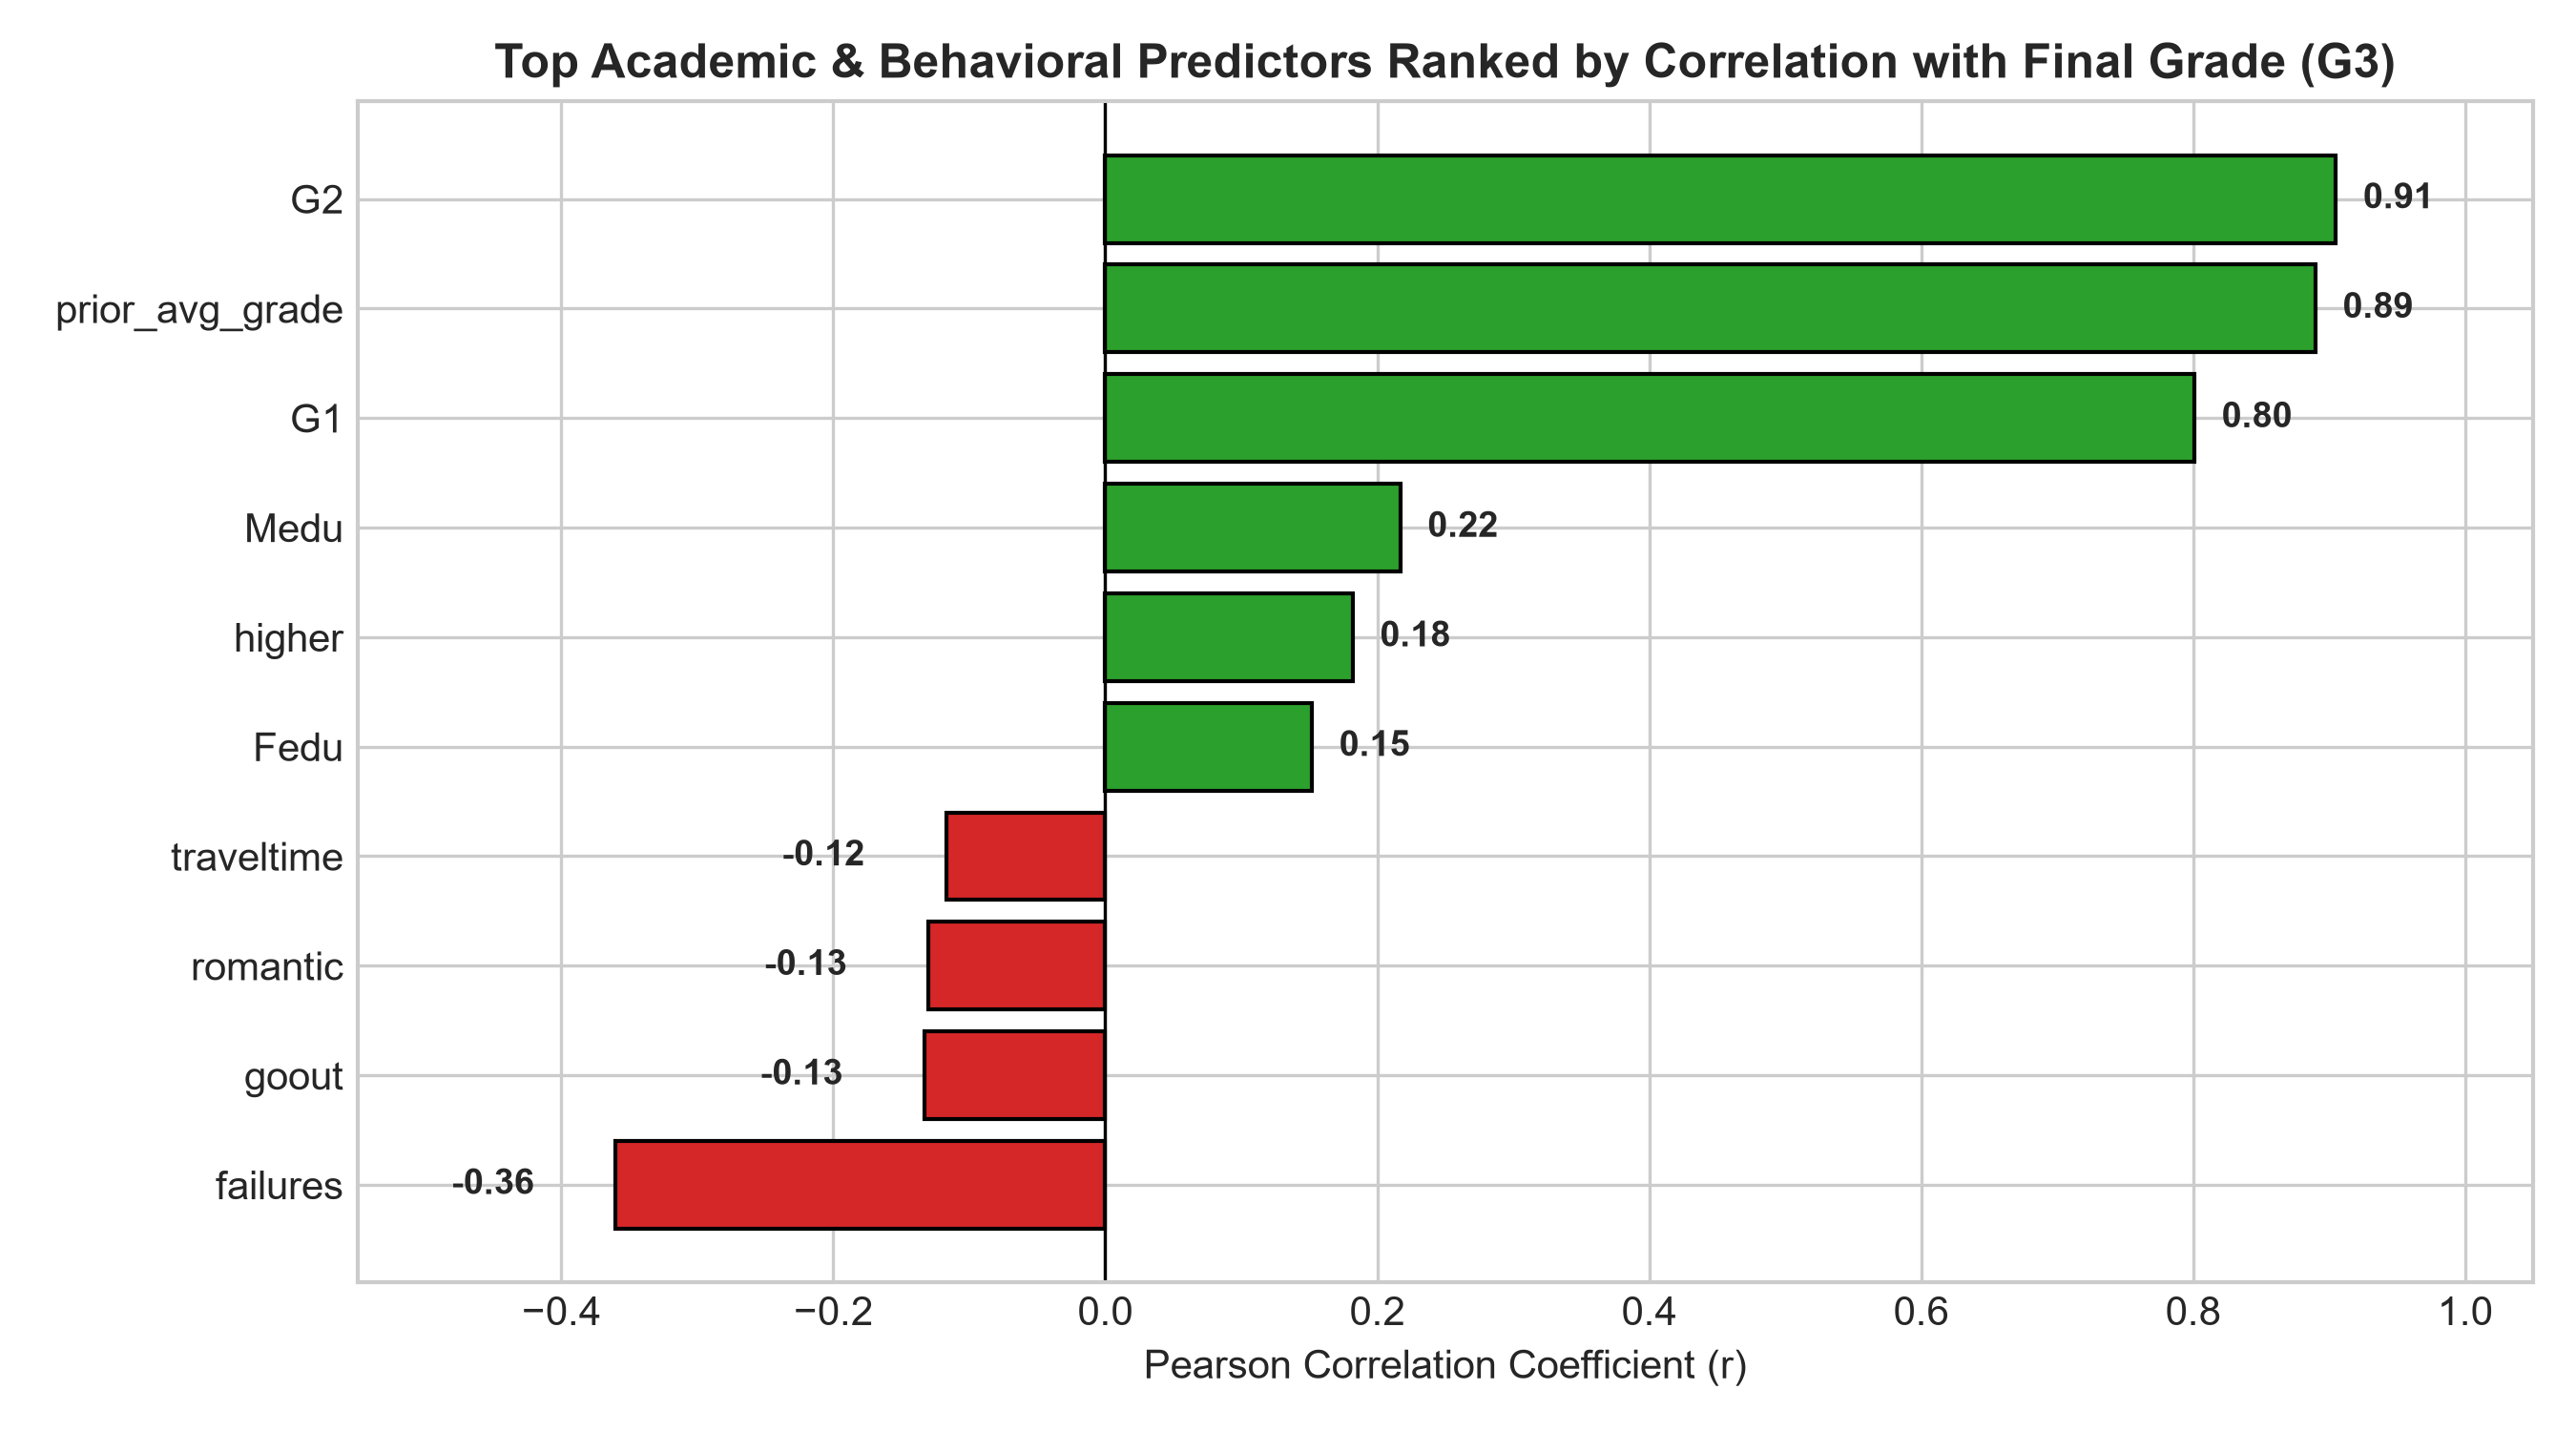 Top Academic & Behavioral Predictors Ranked by Correlation with Final Grade (G3)
G2 0.91
prior_avg_grade 0.89
G1 0.80
Medu 0.22
higher 0.18
Fedu 0.15
traveltime -0.12
romantic -0.13
goout -0.13
failures -0.36
−0.4 −0.2 0.0 0.2 0.4 0.6 0.8 1.0
Pearson Correlation Coefficient (r)